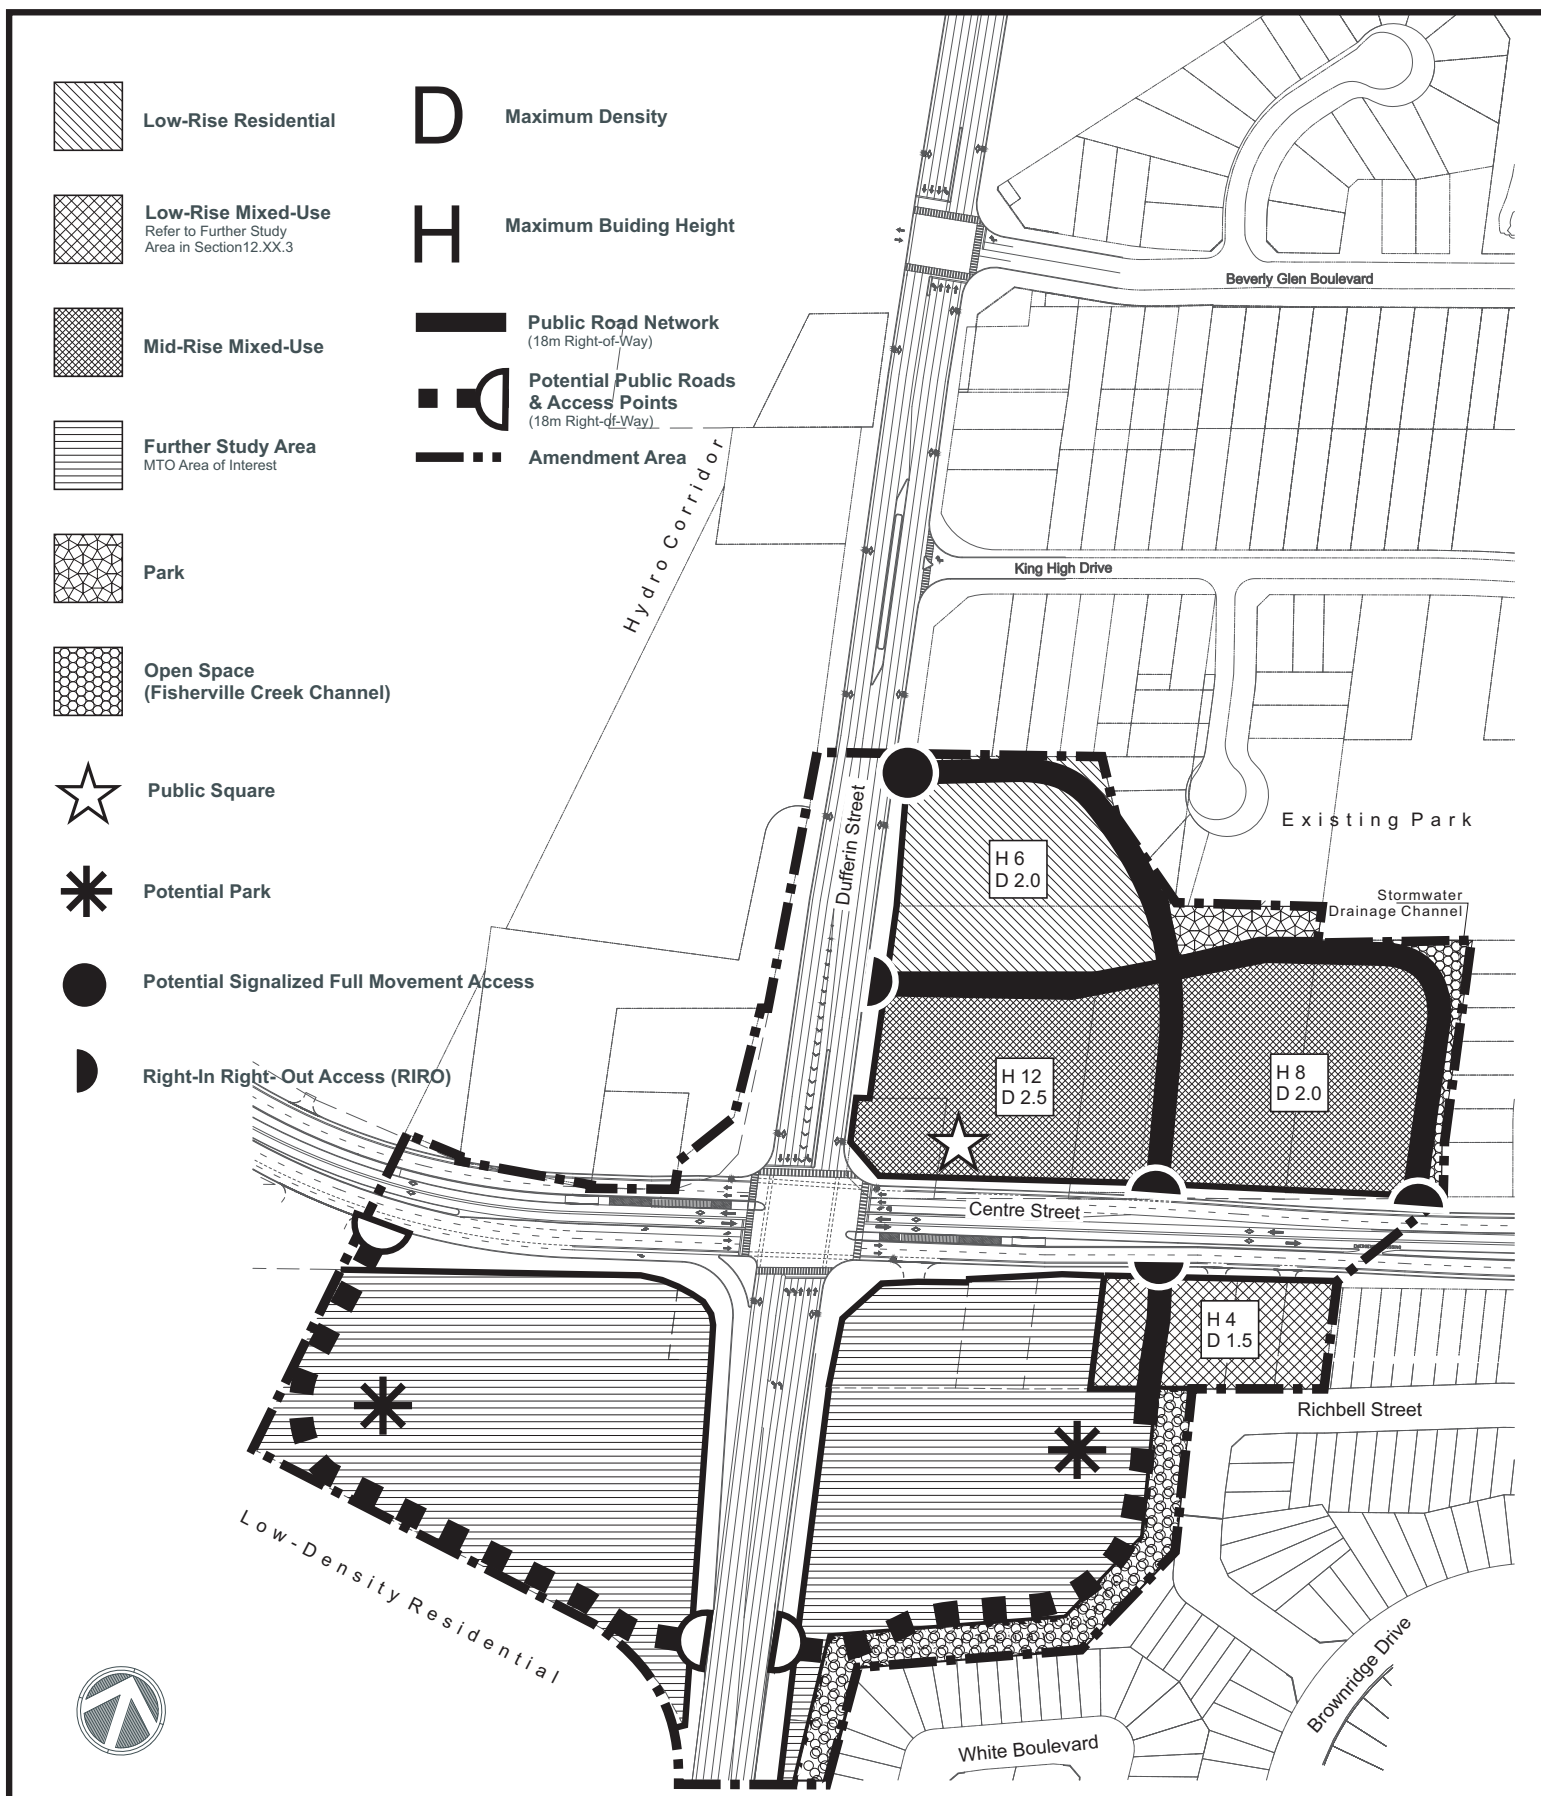 Low-Rise Residential
Low-Rise Mixed-Use
Refer to Further Study
Area in Section12.XX.3
Mid-Rise Mixed-Use
Further Study Area
MTO Area of Interest
Park
Open Space
(Fisherville Creek Channel)
Public Square
Potential Park
Potential Signalized Full Movement Access
Right-In Right- Out Access (RIRO)
D
Maximum Density
H
Maximum Buiding Height
Public Road Network
(18m Right-of-Way)
Potential Public Roads
& Access Points
(18m Right-of-Way)
Amendment Area
Hydro Corridor
Beverly Glen Boulevard
King High Drive
Dufferin Street
Existing Park
Stormwater
Drainage Channel
H 6
D 2.0
H 12
D 2.5
H 8
D 2.0
Centre Street
H 4
D 1.5
Richbell Street
Low-Density Residential
Brownridge Drive
White Boulevard